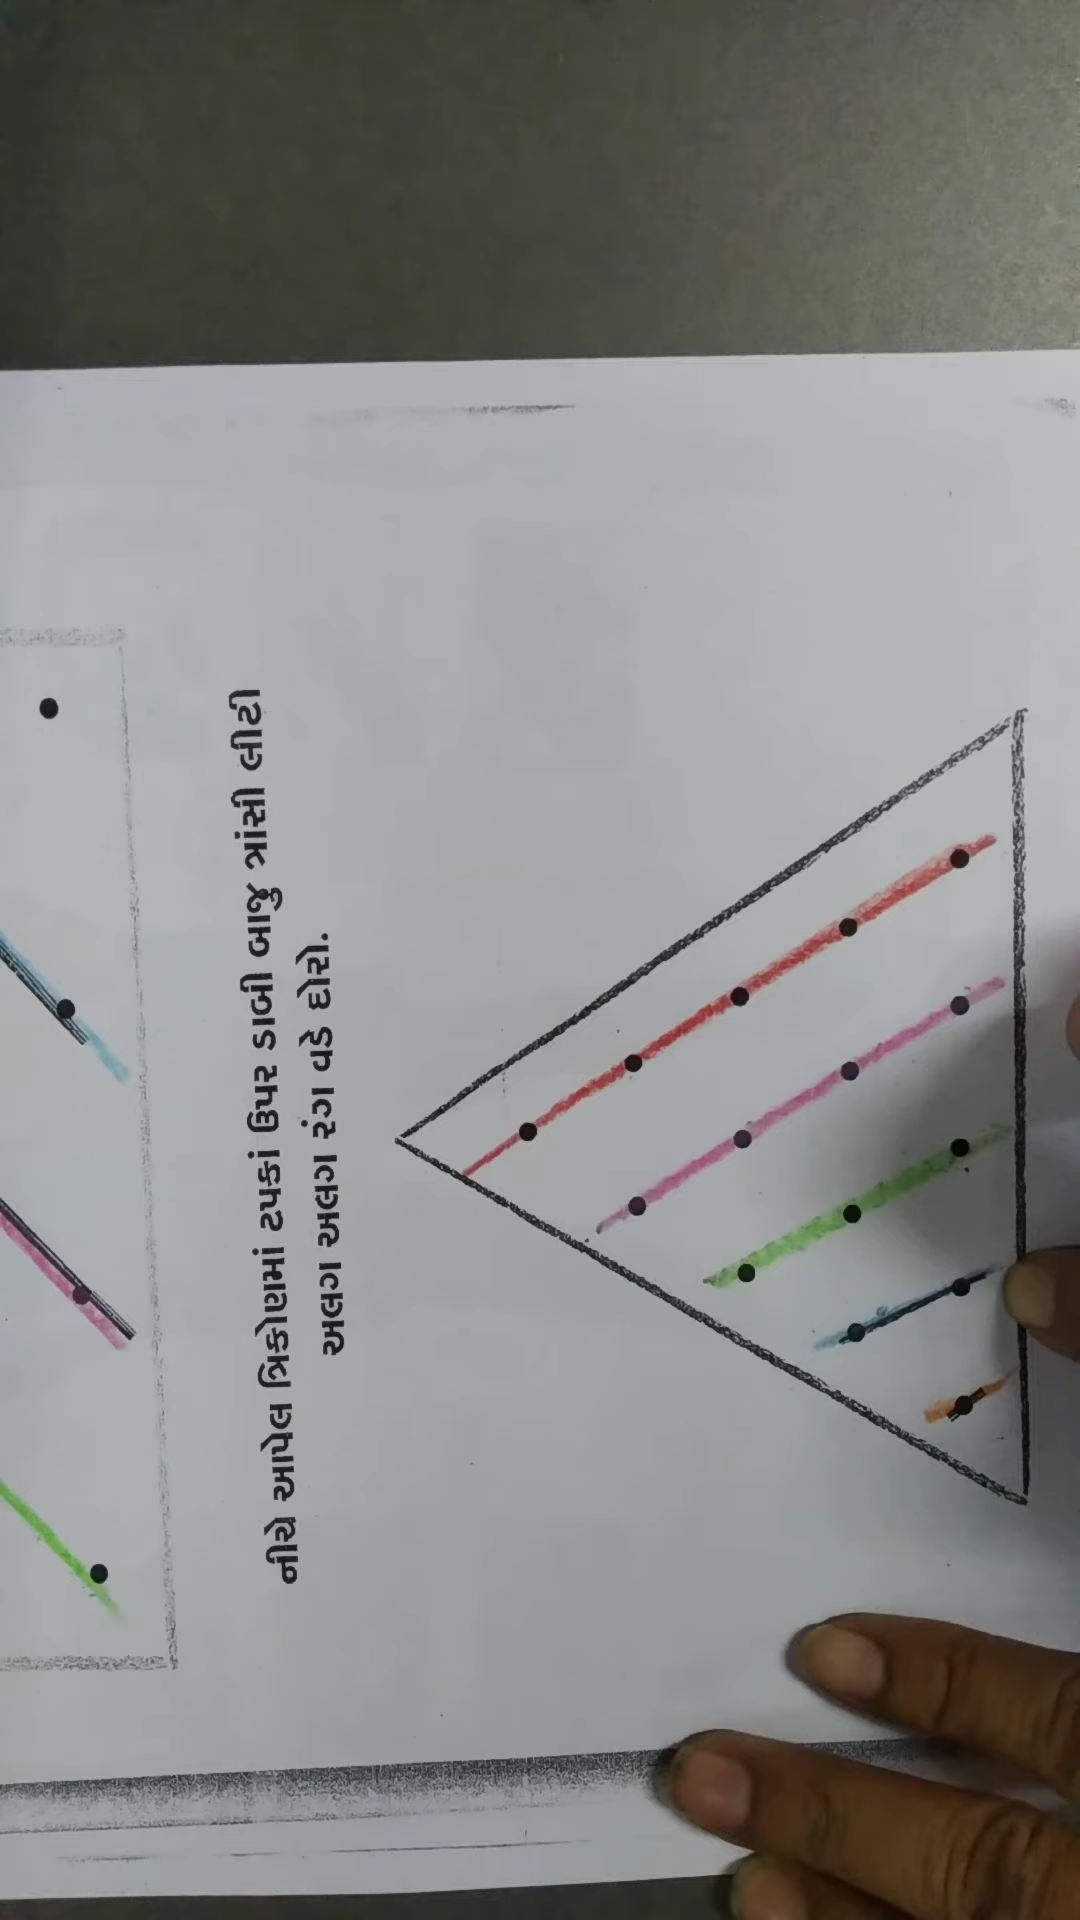 નીચે આપેલ ત્રિકોણમાં ટપકાં ઉપર ડાબી બાજુ ત્રાંસી લીટી
અલગ અલગ રંગ વડે દોરો.